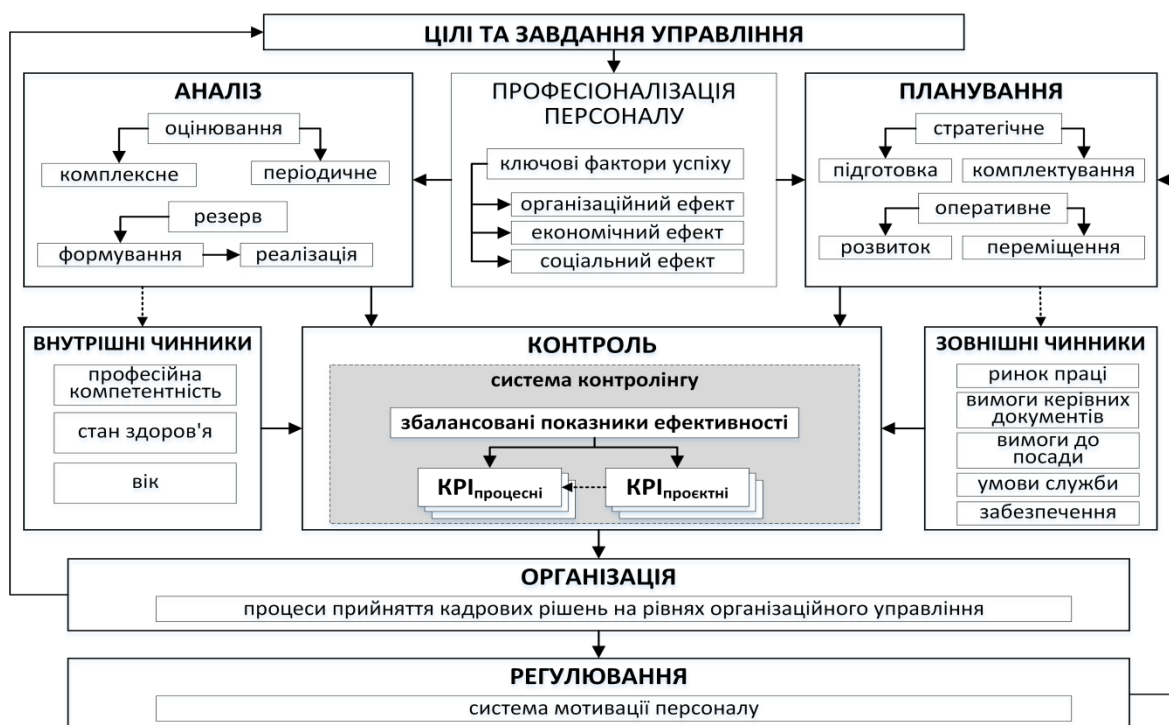 ЦІЛІ ТА ЗАВДАННЯ УПРАВЛІННЯ
АНАЛІЗ
оцінювання
комплексне
періодичне
резерв
формування
реалізація
ПРОФЕСІОНАЛІЗАЦІЯ
ПЕРСОНАЛУ
ключові фактори успіху
організаційний ефект
економічний ефект
соціальний ефект
ПЛАНУВАННЯ
стратегічне
підготовка
комплектування
оперативне
розвиток
переміщення
ВНУТРІШНІ ЧИННИКИ
професійна
компетентність
стан здоров'я
вік
КОНТРОЛЬ
система контролінгу
збалансовані показники ефективності
KPIпроцесні
KPIпроєктні
ЗОВНІШНІ ЧИННИКИ
ринок праці
вимоги керівних
документів
вимоги до
посади
умови служби
забезпечення
ОРГАНІЗАЦІЯ
процеси прийняття кадрових рішень на рівнях організаційного управління
РЕГУЛЮВАННЯ
система мотивації персоналу